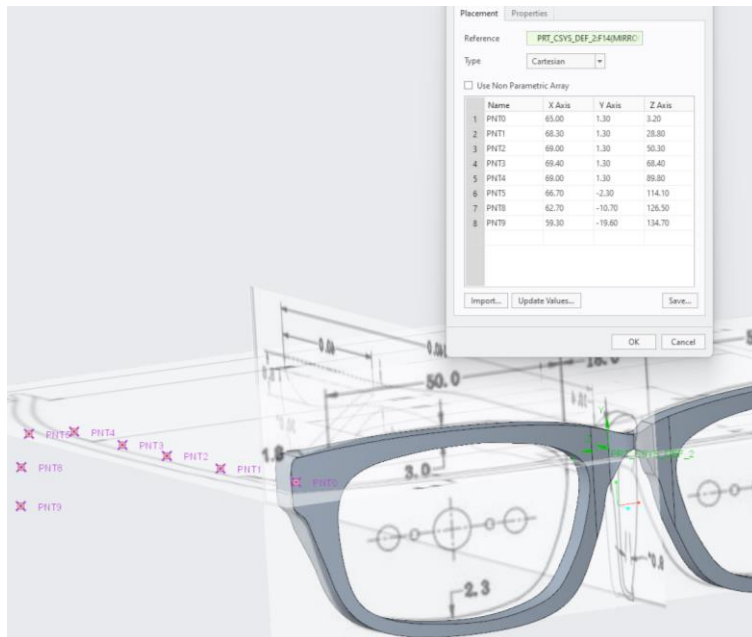 Placement Properties
Reference PRT_CSYS_DEF_2:F14(MIRRO
Type Cartesian
Use Non Parametric Array
Name X Axis Y Axis Z Axis
1 PNT0 65.00 1.30 3.20
2 PNT1 68.30 1.30 28.80
3 PNT2 69.00 1.30 50.30
4 PNT3 69.40 1.30 68.40
5 PNT4 69.00 1.30 89.80
6 PNT5 66.70 -2.30 114.10
7 PNT8 62.70 -10.70 126.50
8 PNT9 59.30 -19.60 134.70
Import... Update Values... Save...
OK Cancel
50.0
3.0
2.3
PNT4
PNT3
PNT2
PNT1
PNT0
PNT8
PNT9